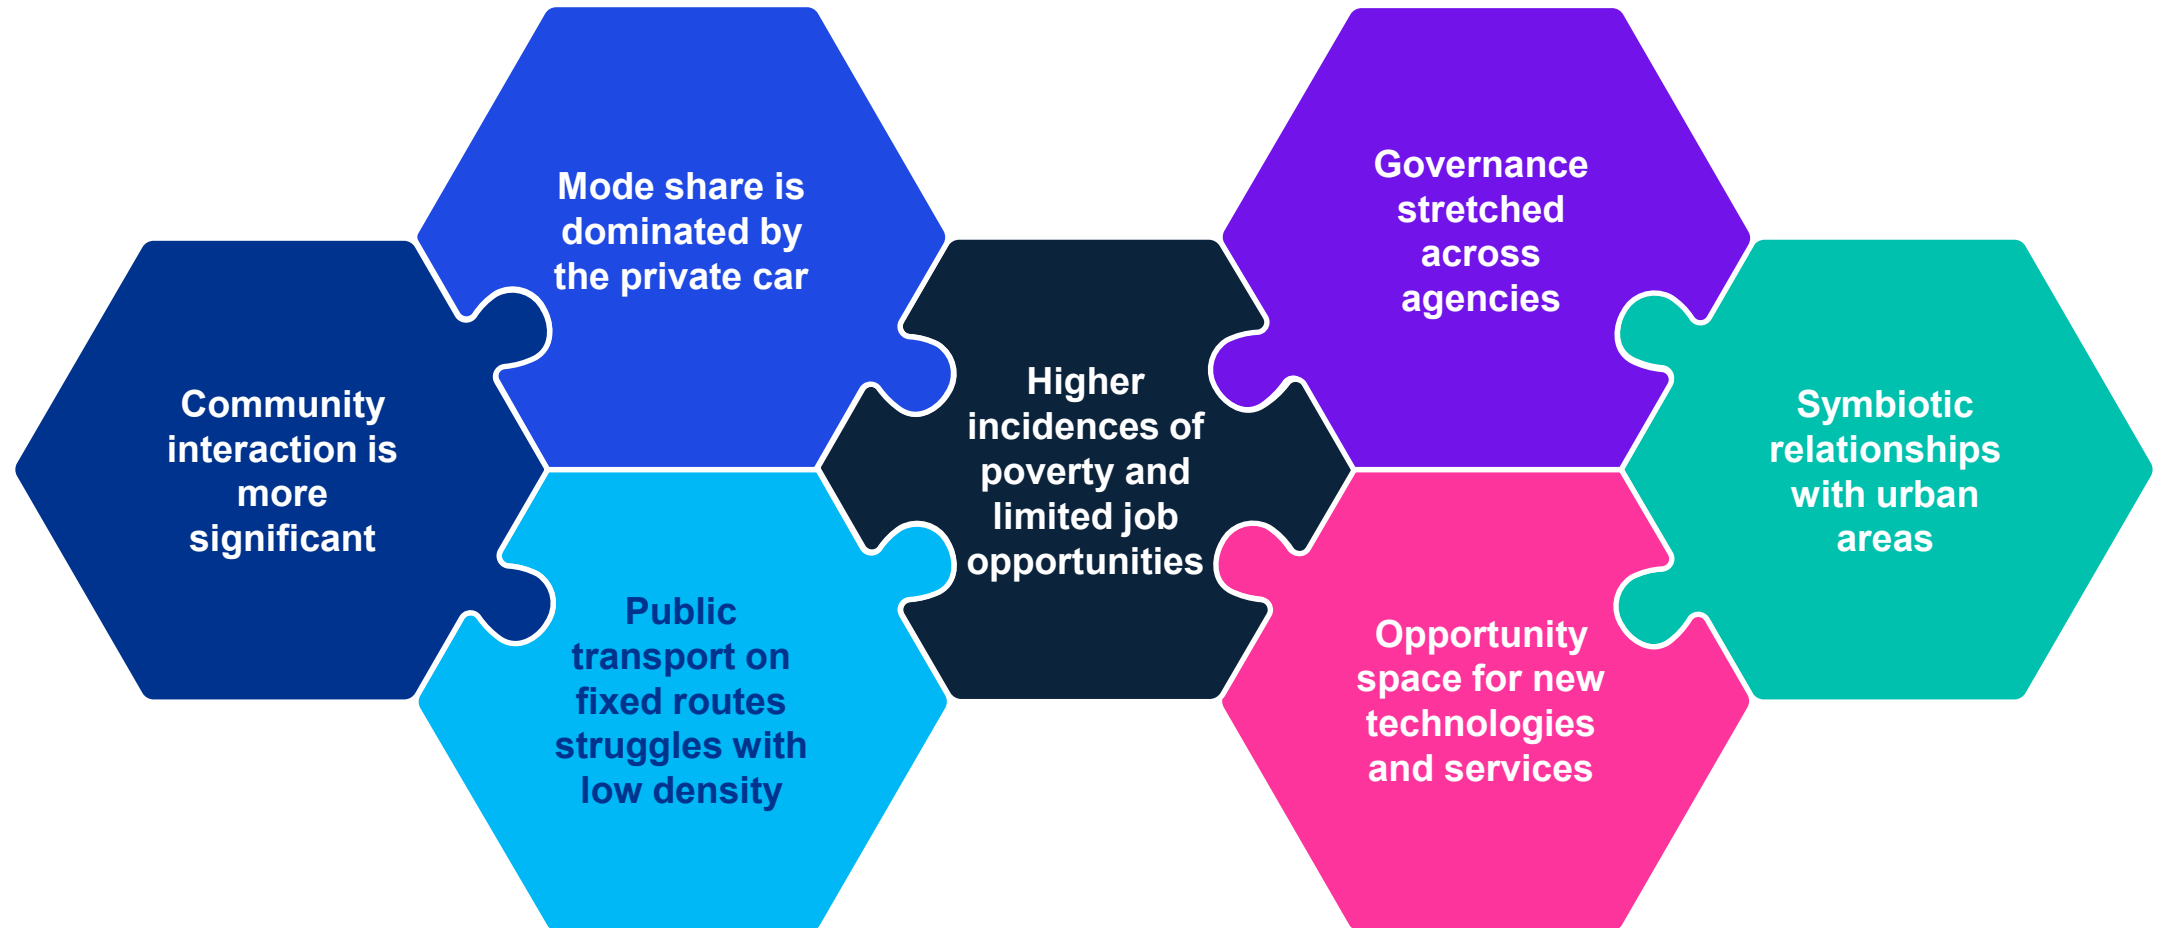 Community
interaction is
more
significant
Mode share is
dominated by
the private car
Public
transport on
fixed routes
struggles with
low density
Higher
incidences of
poverty and
limited job
opportunities
Governance
stretched
across
agencies
Opportunity
space for new
technologies
and services
Symbiotic
relationships
with urban
areas